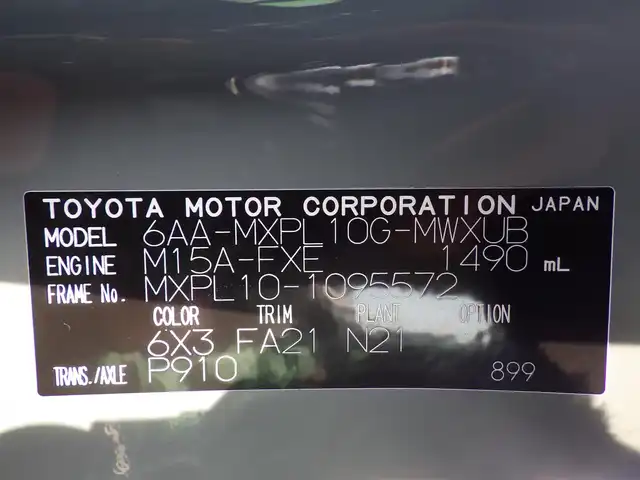 TOYOTA MOTOR CORPORATION JAPAN
MODEL 6AA-MXPL10G-MWXUB
ENGINE M15A-FXE 1490 mL
FRAME No. MXPL10-1095572
COLOR TRIM PLANT OPTION
6X3 FA21 N21
TRANS./AXLE P910 899